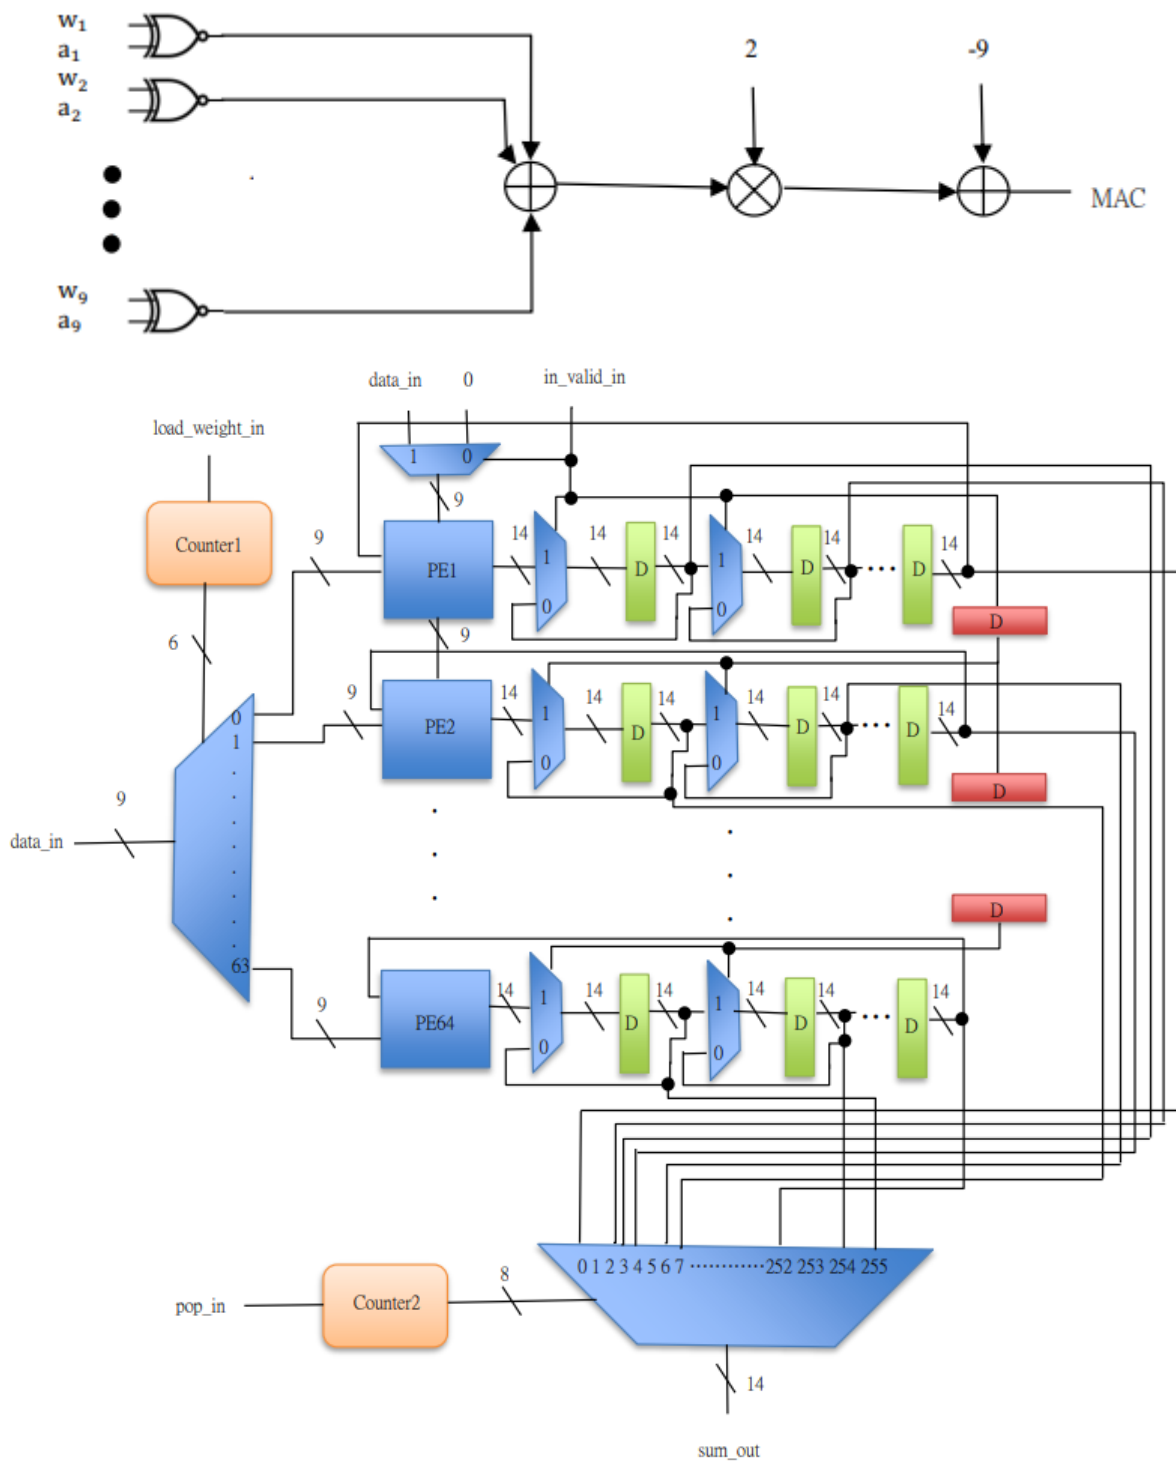 w₁
a₁
w₂
a₂
w₉
a₉
2
-9
MAC
data_in
0
in_valid_in
load_weight_in
1 0
9
Counter1
9
PE1
14
1
0
14
D
14
1
0
14
D
14
D
14
D
6
9
9
PE2
14
1
0
14
D
14
1
0
14
D
14
D
14
D
0
1
63
9
data_in
D
9
PE64
14
1
0
14
D
14
1
0
14
D
14
D
14
0 1 2 3 4 5 6 7 ············ 252 253 254 255
pop_in
Counter2
8
14
sum_out